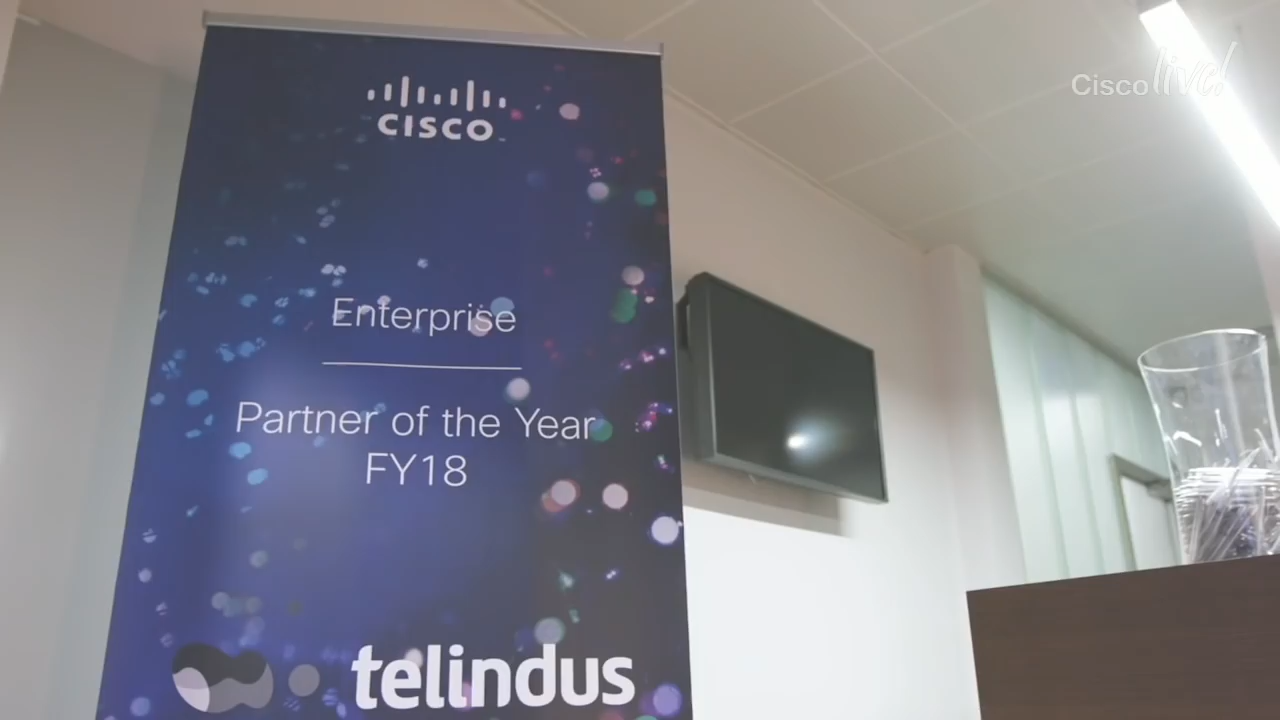 CISCO
Enterprise
Partner of the Year
FY18
telindus
Cisco live!